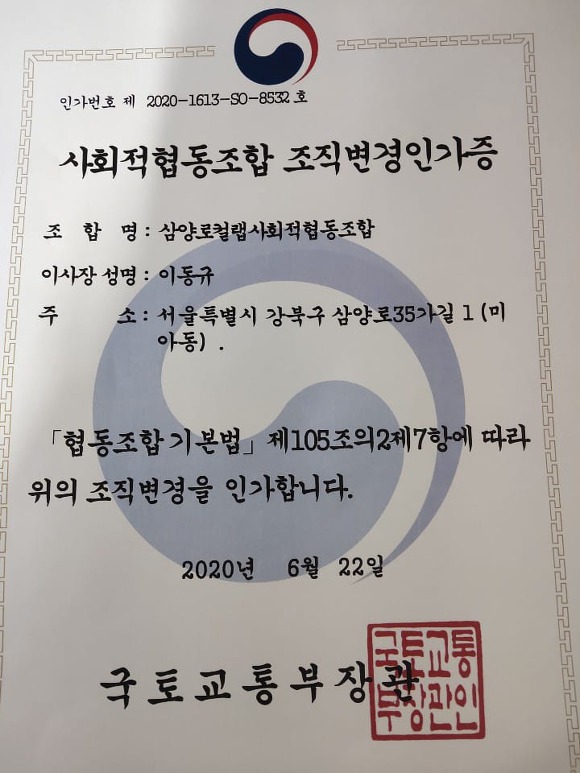 인가번호 제 2020-1613-SO-8532 호
사회적협동조합 조직변경인가증
조 합 명 : 삼양로컬랩사회적협동조합
이사장 성명 : 이동규
주 소 : 서울특별시 강북구 삼양로35가길 1 (미
아동) .
「협동조합 기본법」 제105조의2제7항에 따라
위의 조직변경을 인가합니다.
2020년 6월 22일
국토교통부장관
국토교통
부장관인